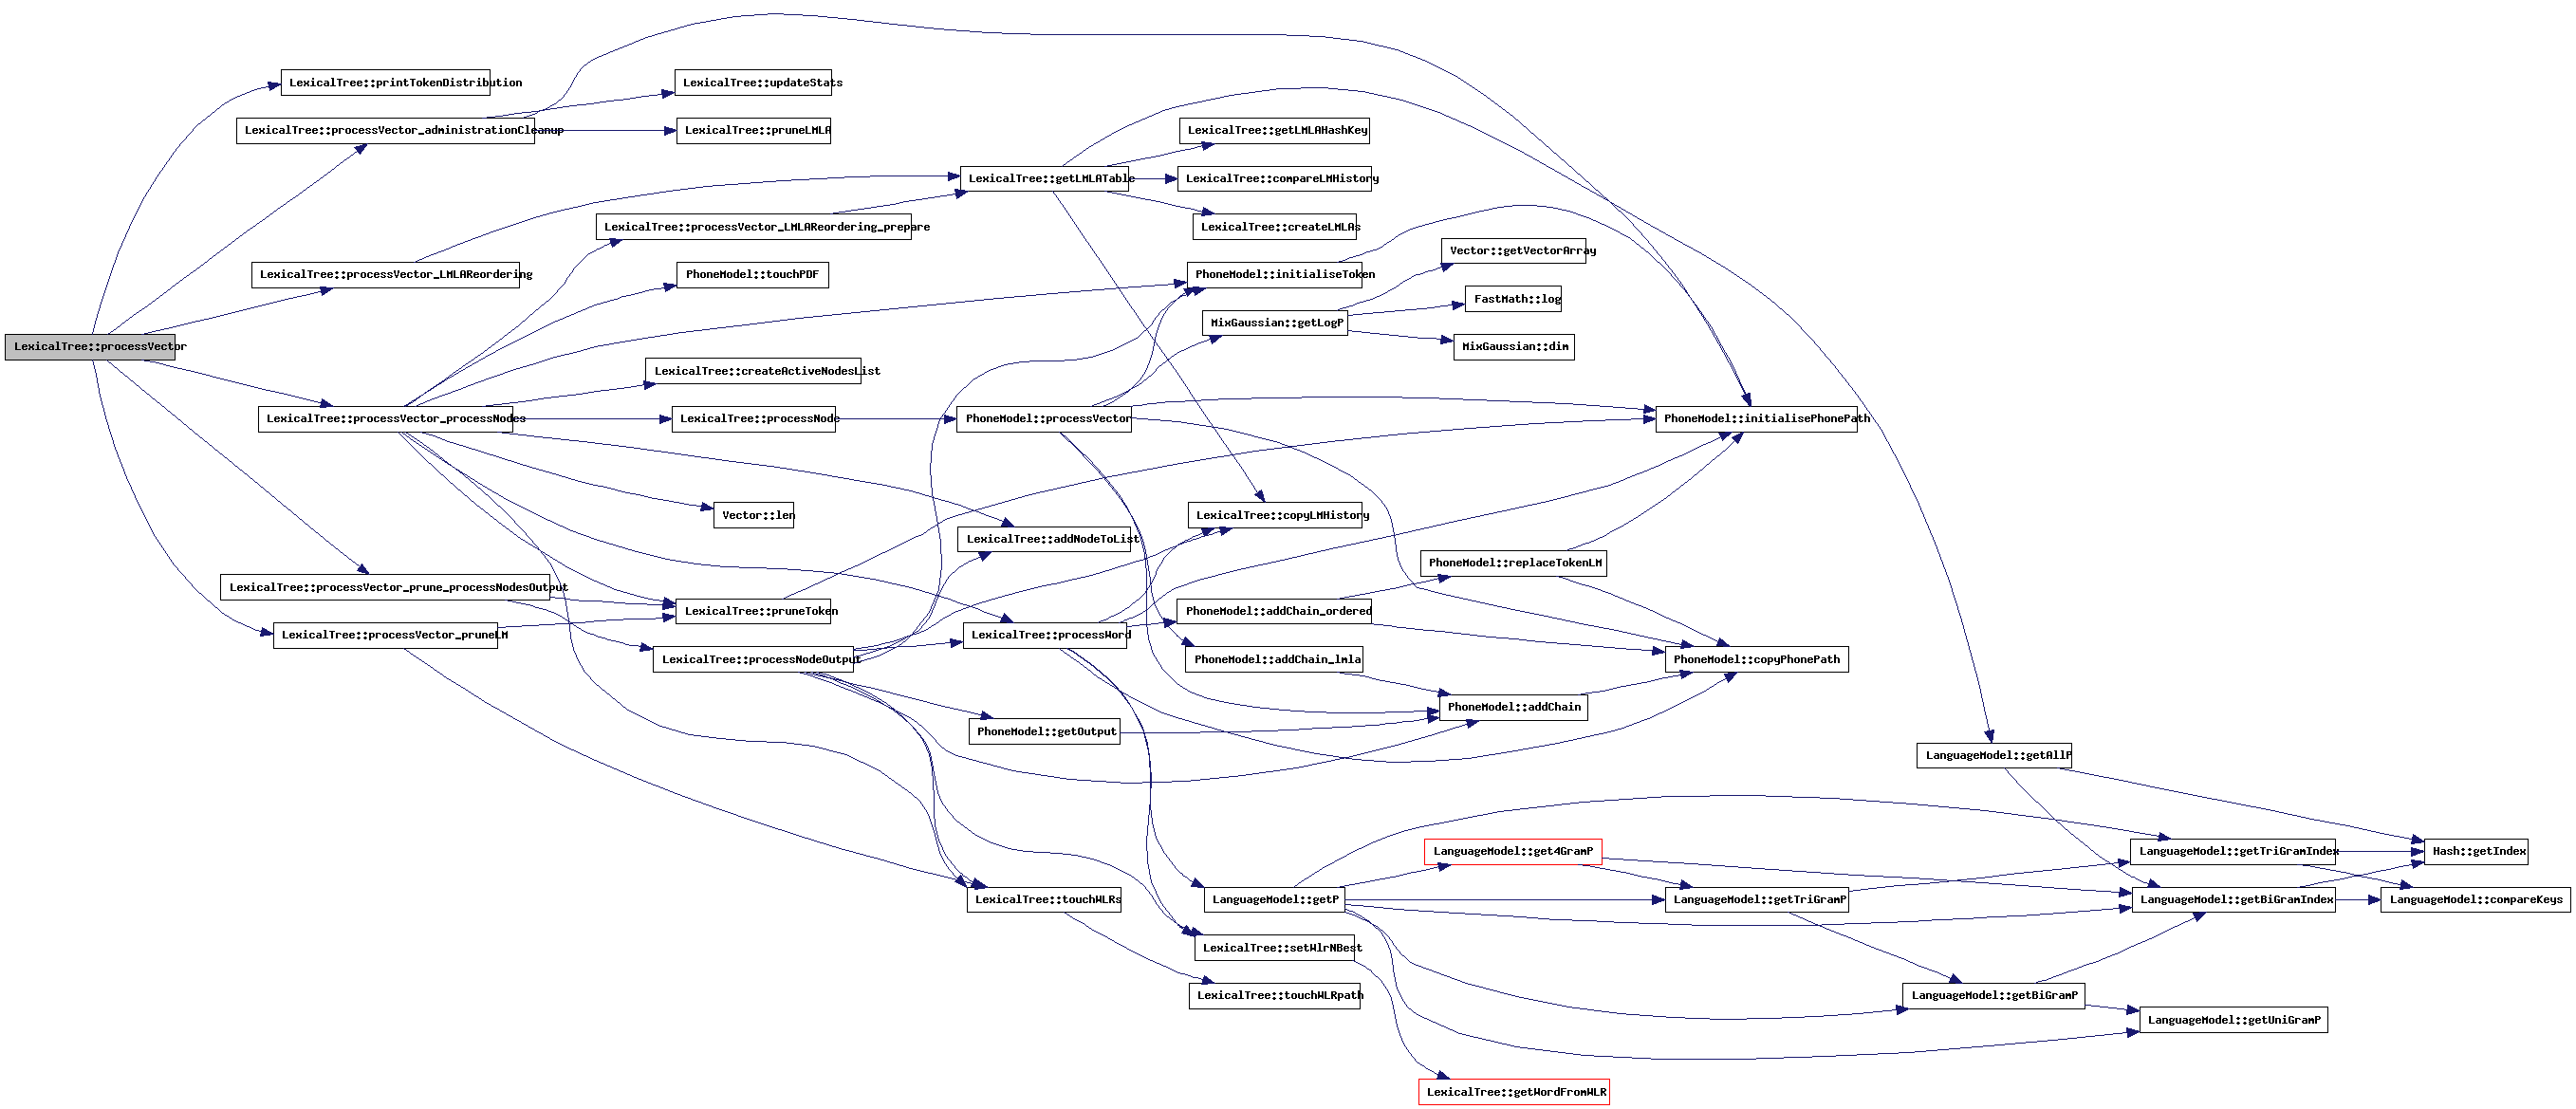 LexicalTree::printTokenDistribution
LexicalTree::updateStats
LexicalTree::processVector_administrationCleanup
LexicalTree::pruneLMLA
LexicalTree::getLMLAHashKey
LexicalTree::getLMLATable
LexicalTree::compareLMHistory
LexicalTree::processVector_LMLAReordering_prepare
LexicalTree::createLMLAs
Vector::getVectorArray
LexicalTree::processVector_LMLAReordering
PhoneModel::touchPDF
PhoneModel::initialiseToken
FastMath::log
MixGaussian::getLogP
LexicalTree::processVector
MixGaussian::dim
LexicalTree::createActiveNodesList
LexicalTree::processVector_processNodes
LexicalTree::processNode
PhoneModel::processVector
PhoneModel::initialisePhonePath
Vector::len
LexicalTree::copyLMHistory
LexicalTree::addNodeToList
PhoneModel::replaceTokenLM
LexicalTree::processVector_prune_processNodesOutput
LexicalTree::pruneToken
PhoneModel::addChain_ordered
LexicalTree::processVector_pruneLM
LexicalTree::processWord
LexicalTree::processNodeOutput
PhoneModel::addChain_lmla
PhoneModel::copyPhonePath
PhoneModel::addChain
PhoneModel::getOutput
LanguageModel::getAllP
LanguageModel::get4GramP
LanguageModel::getTriGramIndex
Hash::getIndex
LexicalTree::touchWLRs
LanguageModel::getP
LanguageModel::getTriGramP
LanguageModel::getBiGramIndex
LanguageModel::compareKeys
LexicalTree::setWlrNBest
LexicalTree::touchWLRpath
LanguageModel::getBiGramP
LanguageModel::getUniGramP
LexicalTree::getWordFromWLR